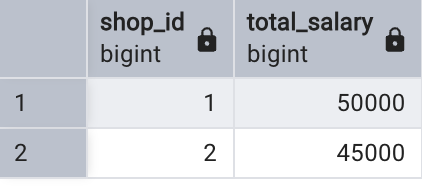 shop_id total_salary
bigint bigint
1 1 50000
2 2 45000